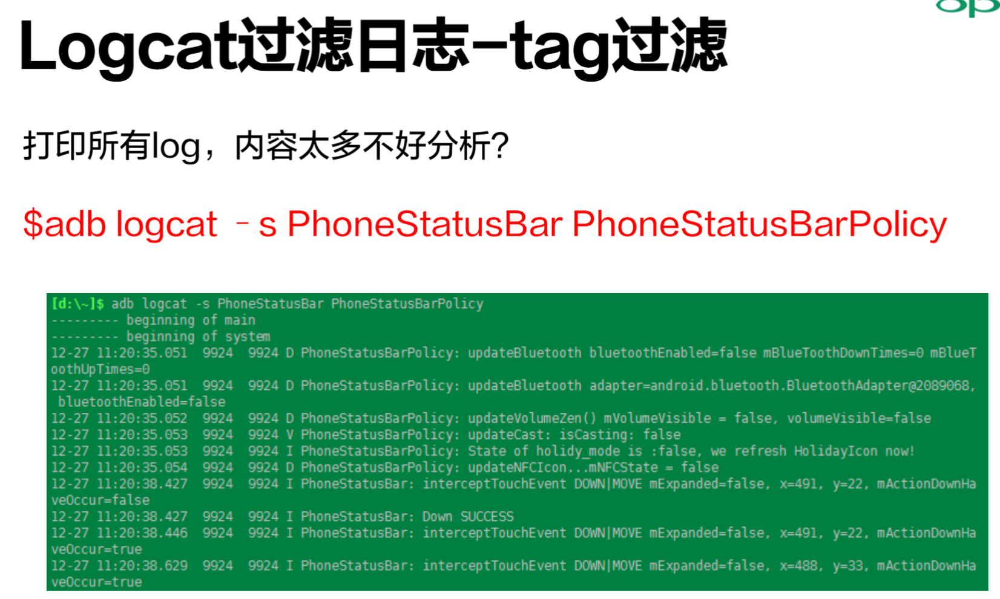 op
Logcat过滤日志-tag过滤
打印所有log，内容太多不好分析？
$adb logcat －s PhoneStatusBar PhoneStatusBarPolicy
[d:\~]$ adb logcat -s PhoneStatusBar PhoneStatusBarPolicy
--------- beginning of main
--------- beginning of system
12-27 11:20:35.051  9924  9924 D PhoneStatusBarPolicy: updateBluetooth bluetoothEnabled=false mBlueToothDownTimes=0 mBlueT
oothUpTimes=0
12-27 11:20:35.051  9924  9924 D PhoneStatusBarPolicy: updateBluetooth adapter=android.bluetooth.BluetoothAdapter@2089068,
 bluetoothEnabled=false
12-27 11:20:35.052  9924  9924 D PhoneStatusBarPolicy: updateVolumeZen() mVolumeVisible = false, volumeVisible=false
12-27 11:20:35.053  9924  9924 V PhoneStatusBarPolicy: updateCast: isCasting: false
12-27 11:20:35.053  9924  9924 I PhoneStatusBarPolicy: State of holidy_mode is :false, we refresh HolidayIcon now!
12-27 11:20:35.054  9924  9924 D PhoneStatusBarPolicy: updateNFCIcon...mNFCState = false
12-27 11:20:38.427  9924  9924 I PhoneStatusBar: interceptTouchEvent DOWN|MOVE mExpanded=false, x=491, y=22, mActionDownHa
veOccur=false
12-27 11:20:38.427  9924  9924 I PhoneStatusBar: Down SUCCESS
12-27 11:20:38.446  9924  9924 I PhoneStatusBar: interceptTouchEvent DOWN|MOVE mExpanded=false, x=491, y=22, mActionDownHa
veOccur=true
12-27 11:20:38.629  9924  9924 I PhoneStatusBar: interceptTouchEvent DOWN|MOVE mExpanded=false, x=488, y=33, mActionDownHa
veOccur=true